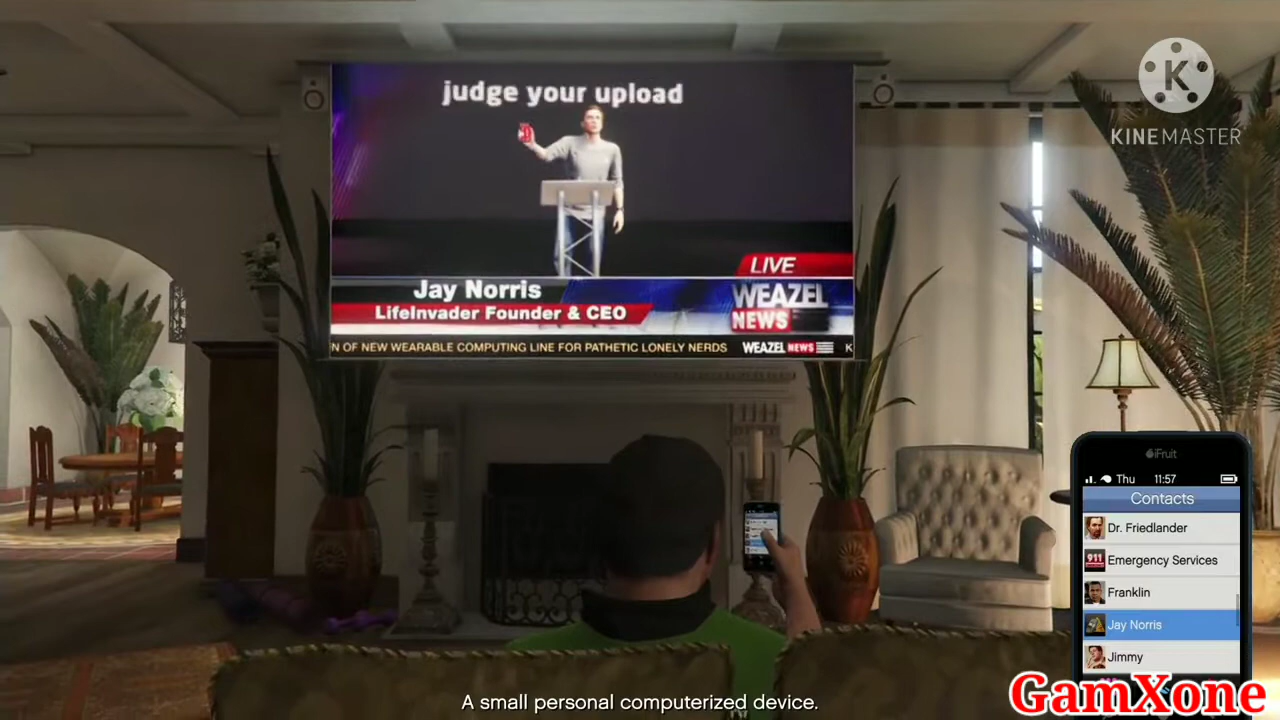 judge your upload
K
KINEMASTER
LIVE
Jay Norris
LifeInvader Founder & CEO
WEAZEL
NEWS
N OF NEW WEARABLE COMPUTING LINE FOR PATHETIC LONELY NERDS WEAZEL NEWS K
iFruit
Thu 11:57
Contacts
Dr. Friedlander
911 Emergency Services
Franklin
Jay Norris
Jimmy
GamXone
A small personal computerized device.